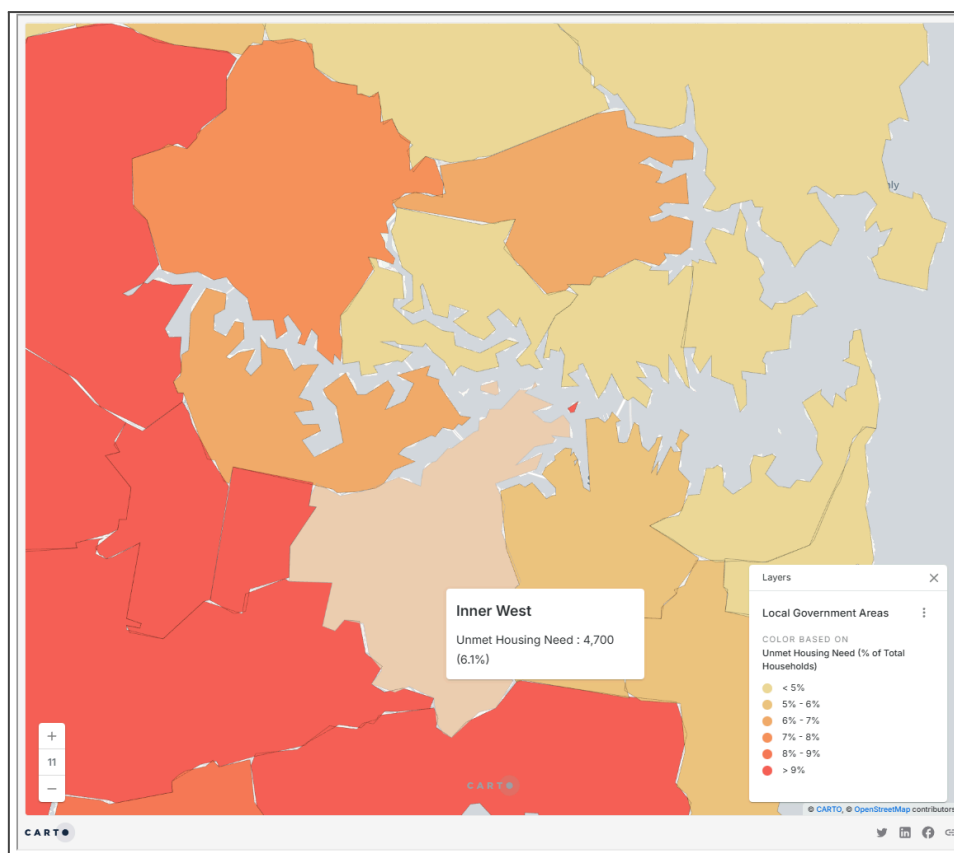 nly
Inner West
Unmet Housing Need : 4,700
(6.1%)
Layers
Local Government Areas
COLOR BASED ON
Unmet Housing Need (% of Total
Households)
< 5%
5% - 6%
6% - 7%
7% - 8%
8% - 9%
> 9%
+
11
−
CARTO
© CARTO, © OpenStreetMap contributors
CARTO